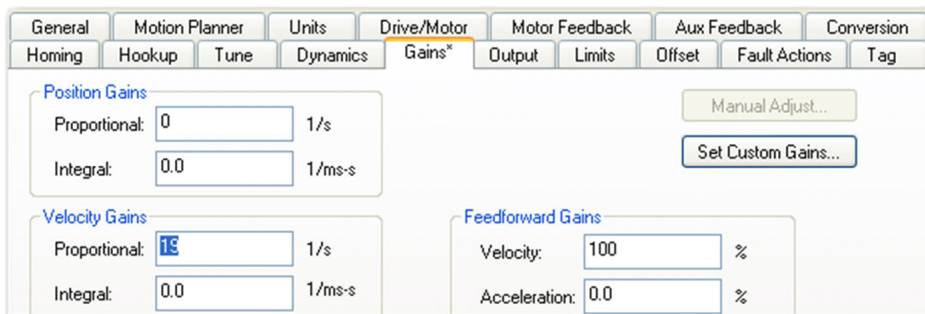 General Motion Planner Units Drive/Motor Motor Feedback Aux Feedback Conversion
Homing Hookup Tune Dynamics Gains* Output Limits Offset Fault Actions Tag
Position Gains
Manual Adjust...
Proportional: 0 1/s
Set Custom Gains...
Integral: 0.0 1/ms-s
Velocity Gains Feedforward Gains
Proportional: 19 1/s Velocity: 100 %
Integral: 0.0 1/ms-s Acceleration: 0.0 %